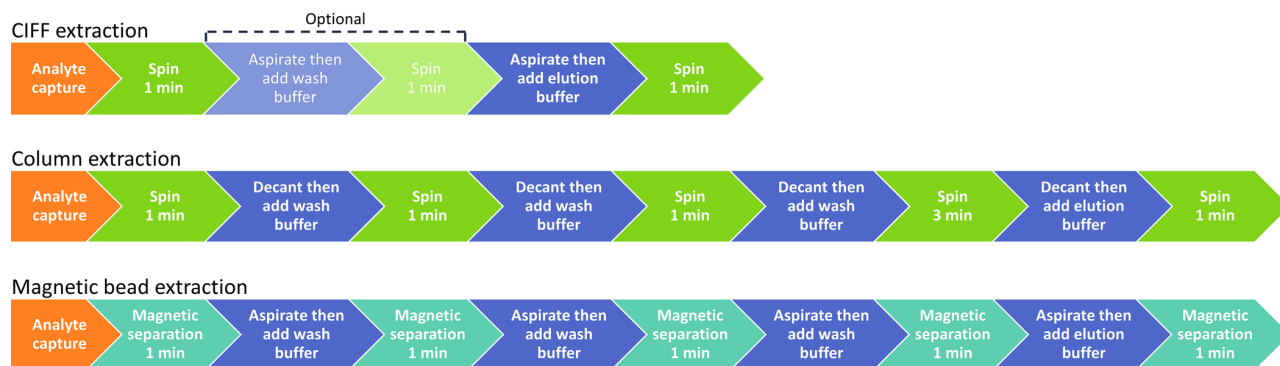 Optional
CIFF extraction
Analyte
capture
Spin
1 min
Aspirate then
add wash
buffer
Spin
1 min
Aspirate then
add elution
buffer
Spin
1 min
Column extraction
Analyte
capture
Spin
1 min
Decant then
add wash
buffer
Spin
1 min
Decant then
add wash
buffer
Spin
1 min
Decant then
add wash
buffer
Spin
3 min
Decant then
add elution
buffer
Spin
1 min
Magnetic bead extraction
Analyte
capture
Magnetic
separation
1 min
Aspirate then
add wash
buffer
Magnetic
separation
1 min
Aspirate then
add wash
buffer
Magnetic
separation
1 min
Aspirate then
add wash
buffer
Magnetic
separation
1 min
Aspirate then
add elution
buffer
Magnetic
separation
1 min